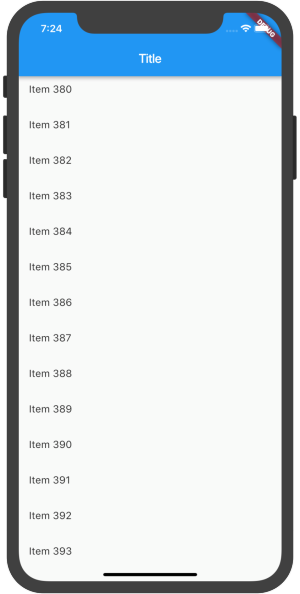 7:24
DEBUG
Title
Item 380
Item 381
Item 382
Item 383
Item 384
Item 385
Item 386
Item 387
Item 388
Item 389
Item 390
Item 391
Item 392
Item 393